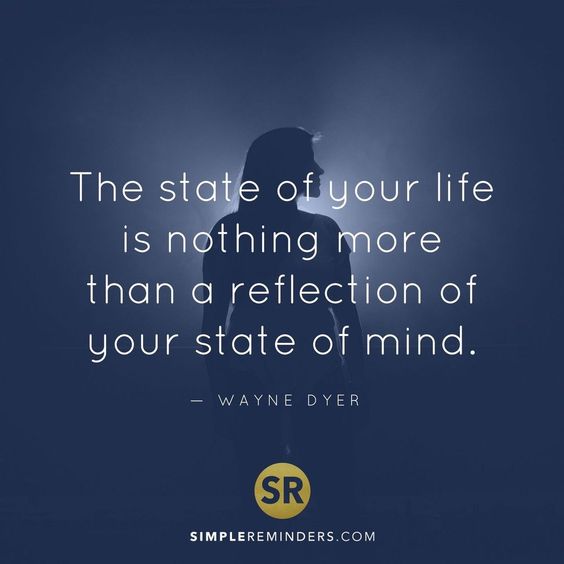 The state of your life
is nothing more
than a reflection of
your state of mind.
— WAYNE DYER
SR
SIMPLEREMINDERS.COM